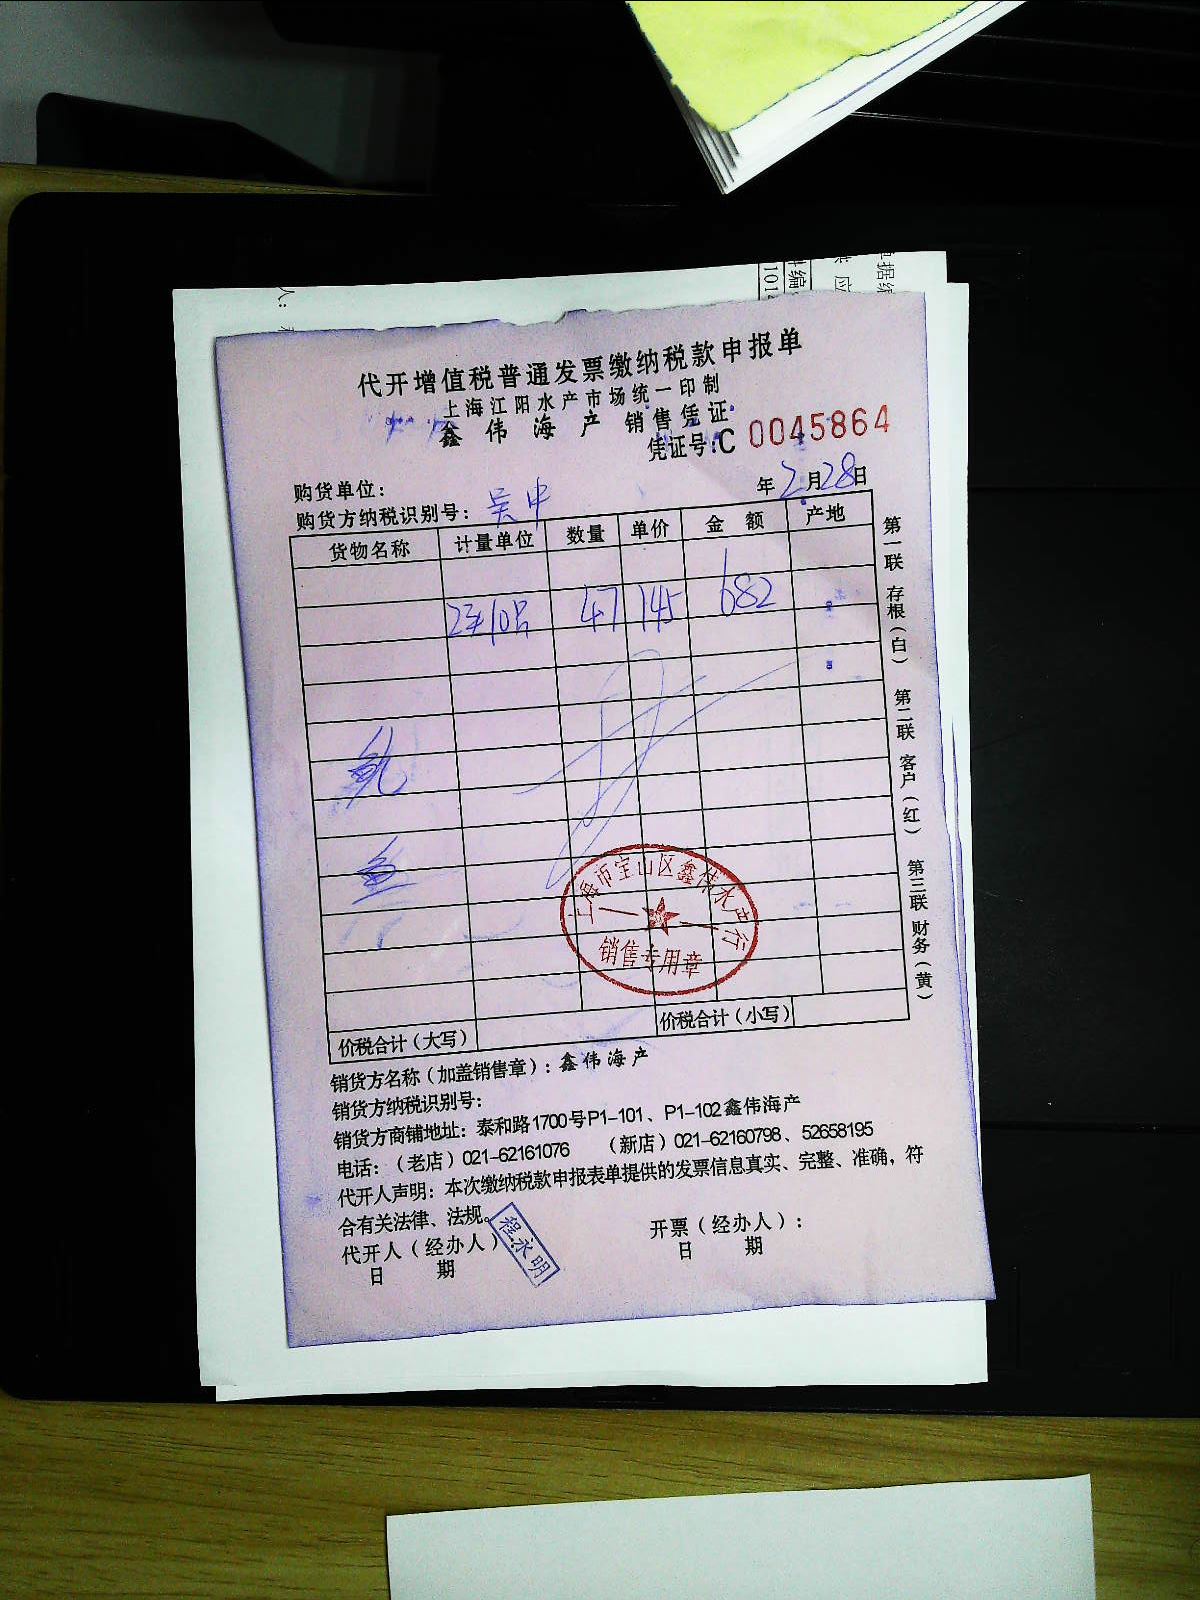 代开增值税普通发票缴纳税款申报单
上海江阳水产市场统一印制
鑫伟海产 销售凭证
凭证号:C 0045864
购货单位:
年2月28日
购货方纳税识别号: 吴中
货物名称 计量单位 数量 单价 金额 产地
47 145 682
第一联 存根(白) 第二联 客户(红) 第三联 财务(黄)
上海市宝山区鑫伟水产行
销售专用章
价税合计(大写) 价税合计(小写)
销货方名称(加盖销售章):鑫伟海产
销货方纳税识别号:
销货方商铺地址: 泰和路1700号P1-101、P1-102鑫伟海产
电话:(老店)021-62161076 (新店)021-62160798、52658195
代开人声明: 本次缴纳税款申报表单提供的发票信息真实、完整、准确,符
合有关法律、法规。
代开人(经办人) 程永明 开票(经办人):
日 期 日 期